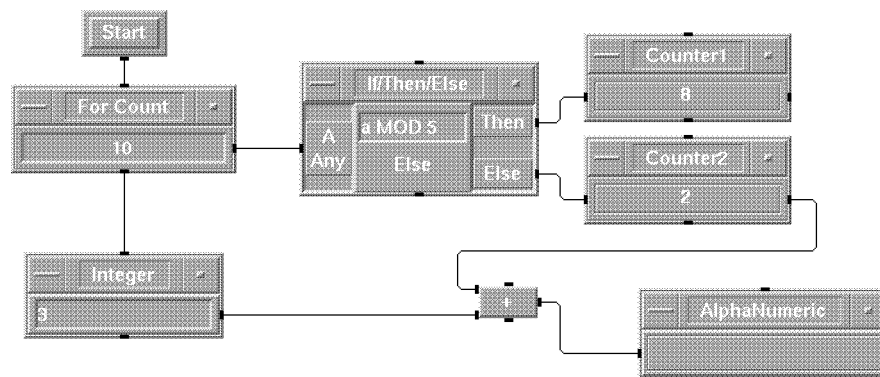 Start
For Count
10
If/Then/Else
A
Any
a MOD 5
Then
Else
Else
Counter1
8
Counter2
2
Integer
3
+
AlphaNumeric